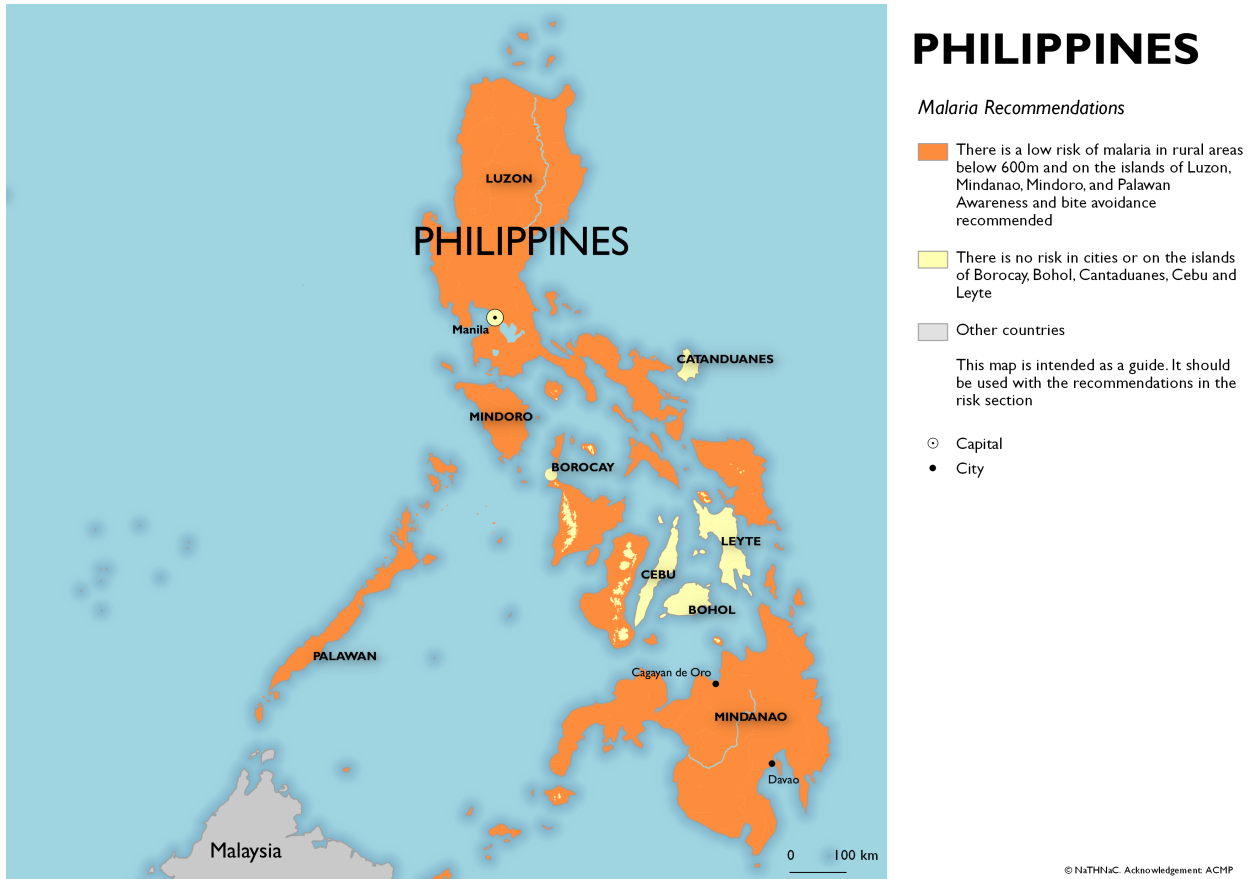 PHILIPPINES
Malaria Recommendations
There is a low risk of malaria in rural areas
below 600m and on the islands of Luzon,
Mindanao, Mindoro, and Palawan
Awareness and bite avoidance
recommended
There is no risk in cities or on the islands
of Borocay, Bohol, Cantaduanes, Cebu and
Leyte
Other countries
This map is intended as a guide. It should
be used with the recommendations in the
risk section
Capital
City
LUZON
PHILIPPINES
Manila
CATANDUANES
MINDORO
BOROCAY
LEYTE
CEBU
BOHOL
PALAWAN
Cagayan de Oro
MINDANAO
Davao
Malaysia
0 100 km
© NaTHNaC. Acknowledgement: ACMP